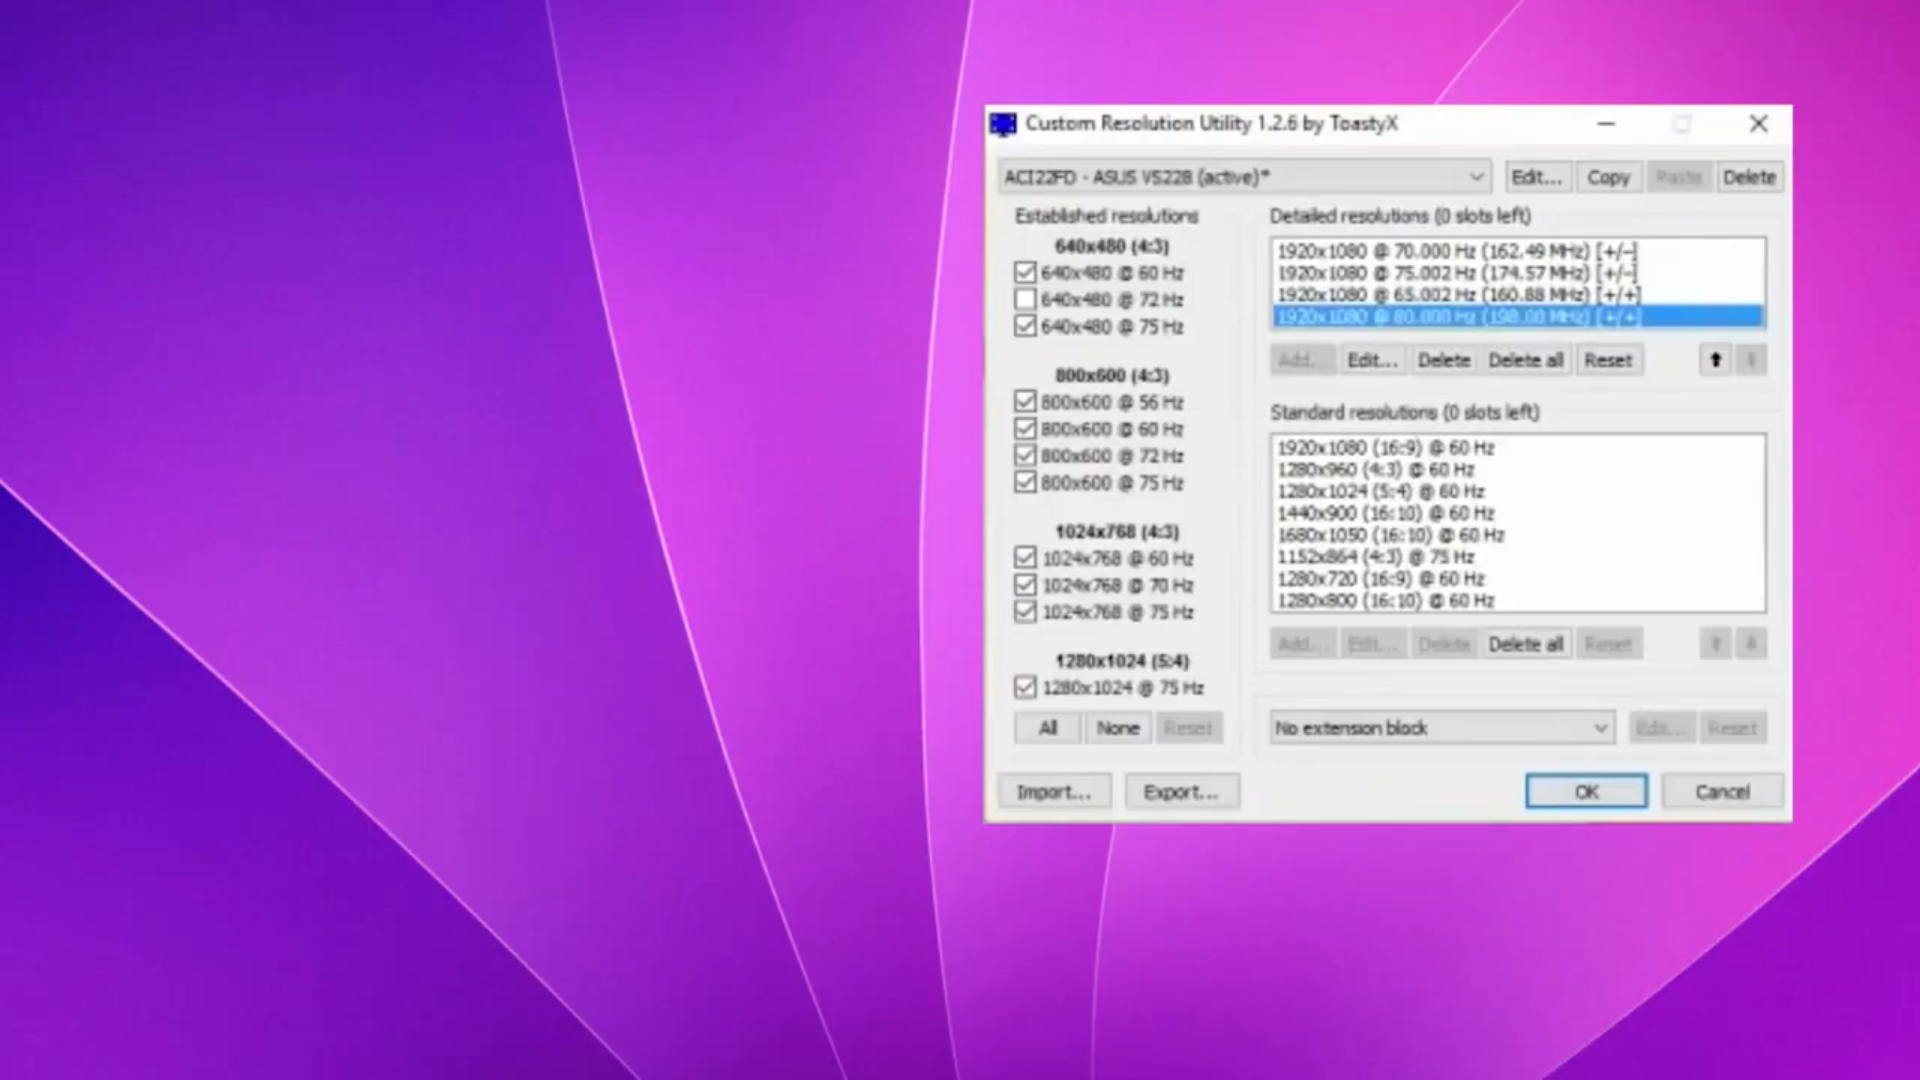 Custom Resolution Utility 1.2.6 by ToastyX
ACI22FD - ASUS VS228 (active)*
Edit...
Copy
Paste
Delete
Established resolutions
640x480 (4:3)
640x480 @ 60 Hz
640x480 @ 72 Hz
640x480 @ 75 Hz
800x600 (4:3)
800x600 @ 56 Hz
800x600 @ 60 Hz
800x600 @ 72 Hz
800x600 @ 75 Hz
1024x768 (4:3)
1024x768 @ 60 Hz
1024x768 @ 70 Hz
1024x768 @ 75 Hz
1280x1024 (5:4)
1280x1024 @ 75 Hz
All
None
Reset
Detailed resolutions (0 slots left)
1920x1080 @ 70.000 Hz (162.49 MHz) [+/-]
1920x1080 @ 75.002 Hz (174.57 MHz) [+/-]
1920x1080 @ 65.002 Hz (160.88 MHz) [+/+]
1920x1080 @ 80.000 Hz (198.00 MHz) [+/+]
Add...
Edit...
Delete
Delete all
Reset
Standard resolutions (0 slots left)
1920x1080 (16:9) @ 60 Hz
1280x960 (4:3) @ 60 Hz
1280x1024 (5:4) @ 60 Hz
1440x900 (16:10) @ 60 Hz
1680x1050 (16:10) @ 60 Hz
1152x864 (4:3) @ 75 Hz
1280x720 (16:9) @ 60 Hz
1280x800 (16:10) @ 60 Hz
Add...
Edit...
Delete
Delete all
Reset
No extension block
Edit...
Reset
Import...
Export...
OK
Cancel